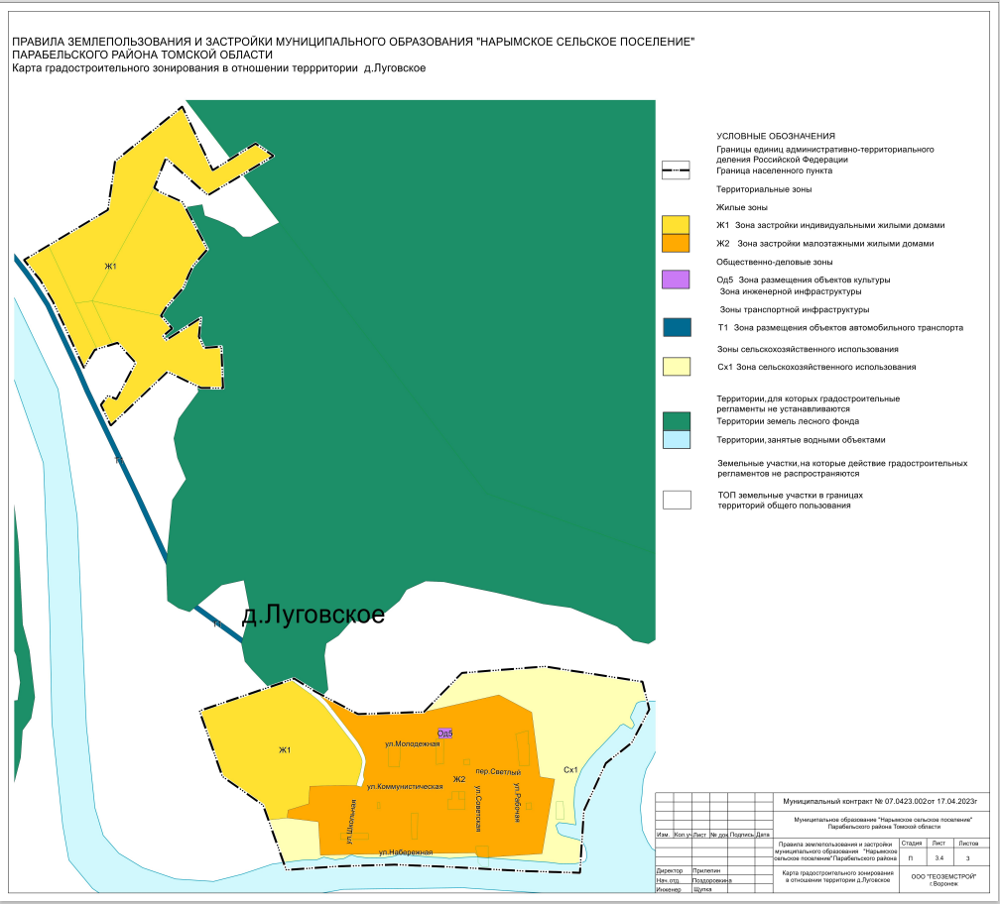 ПРАВИЛА ЗЕМЛЕПОЛЬЗОВАНИЯ И ЗАСТРОЙКИ МУНИЦИПАЛЬНОГО ОБРАЗОВАНИЯ "НАРЫМСКОЕ СЕЛЬСКОЕ ПОСЕЛЕНИЕ"
ПАРАБЕЛЬСКОГО РАЙОНА ТОМСКОЙ ОБЛАСТИ
Карта градостроительного зонирования в отношении террритории д.Луговское
УСЛОВНЫЕ ОБОЗНАЧЕНИЯ
Границы единиц административно-территориального
деления Российской Федерации
Граница населенного пункта
Территориальные зоны
Жилые зоны
Ж1 Зона застройки индивидуальными жилыми домами
Ж2 Зона застройки малоэтажными жилыми домами
Общественно-деловые зоны
Од5 Зона размещения объектов культуры
Зона инженерной инфраструктуры
Зоны транспортной инфраструктуры
Т1 Зона размещения объектов автомобильного транспорта
Зоны сельскохозяйственного использования
Сх1 Зона сельскохозяйственного использования
Территории,для которых градостроительные
регламенты не устанавливаются
Территории земель лесного фонда
Территории,занятые водными объектами
Земельные участки,на которые действие градостроительных
регламентов не распространяются
ТОП земельные участки в границах
территорий общего пользования
Ж1
Т1
Т1
д.Луговское
Ж1
Од5
ул.Молодежная
пер.Светлый
Ж2
Сх1
ул.Коммунистическая
ул.Школьная
ул.Советская
ул.Рабочая
ул.Набережная
Муниципальный контракт № 07.0423.002от 17.04.2023г
Муниципальное образование "Нарымское сельское поселение"
Парабельского района Томской области
Изм. Кол.уч Лист № док Подпись Дата
Правила землепользования и застройки
муниципального образования "Нарымское
сельское поселение"Парабельского района
Стадия Лист Листов
П 3.4 3
Директор Прилепин
Нач.отд. Поздоровкина
Инженер Щупка
Карта градостроительного зонирования
в отношении территории д.Луговское
ООО "ГЕОЗЕМСТРОЙ"
г.Воронеж